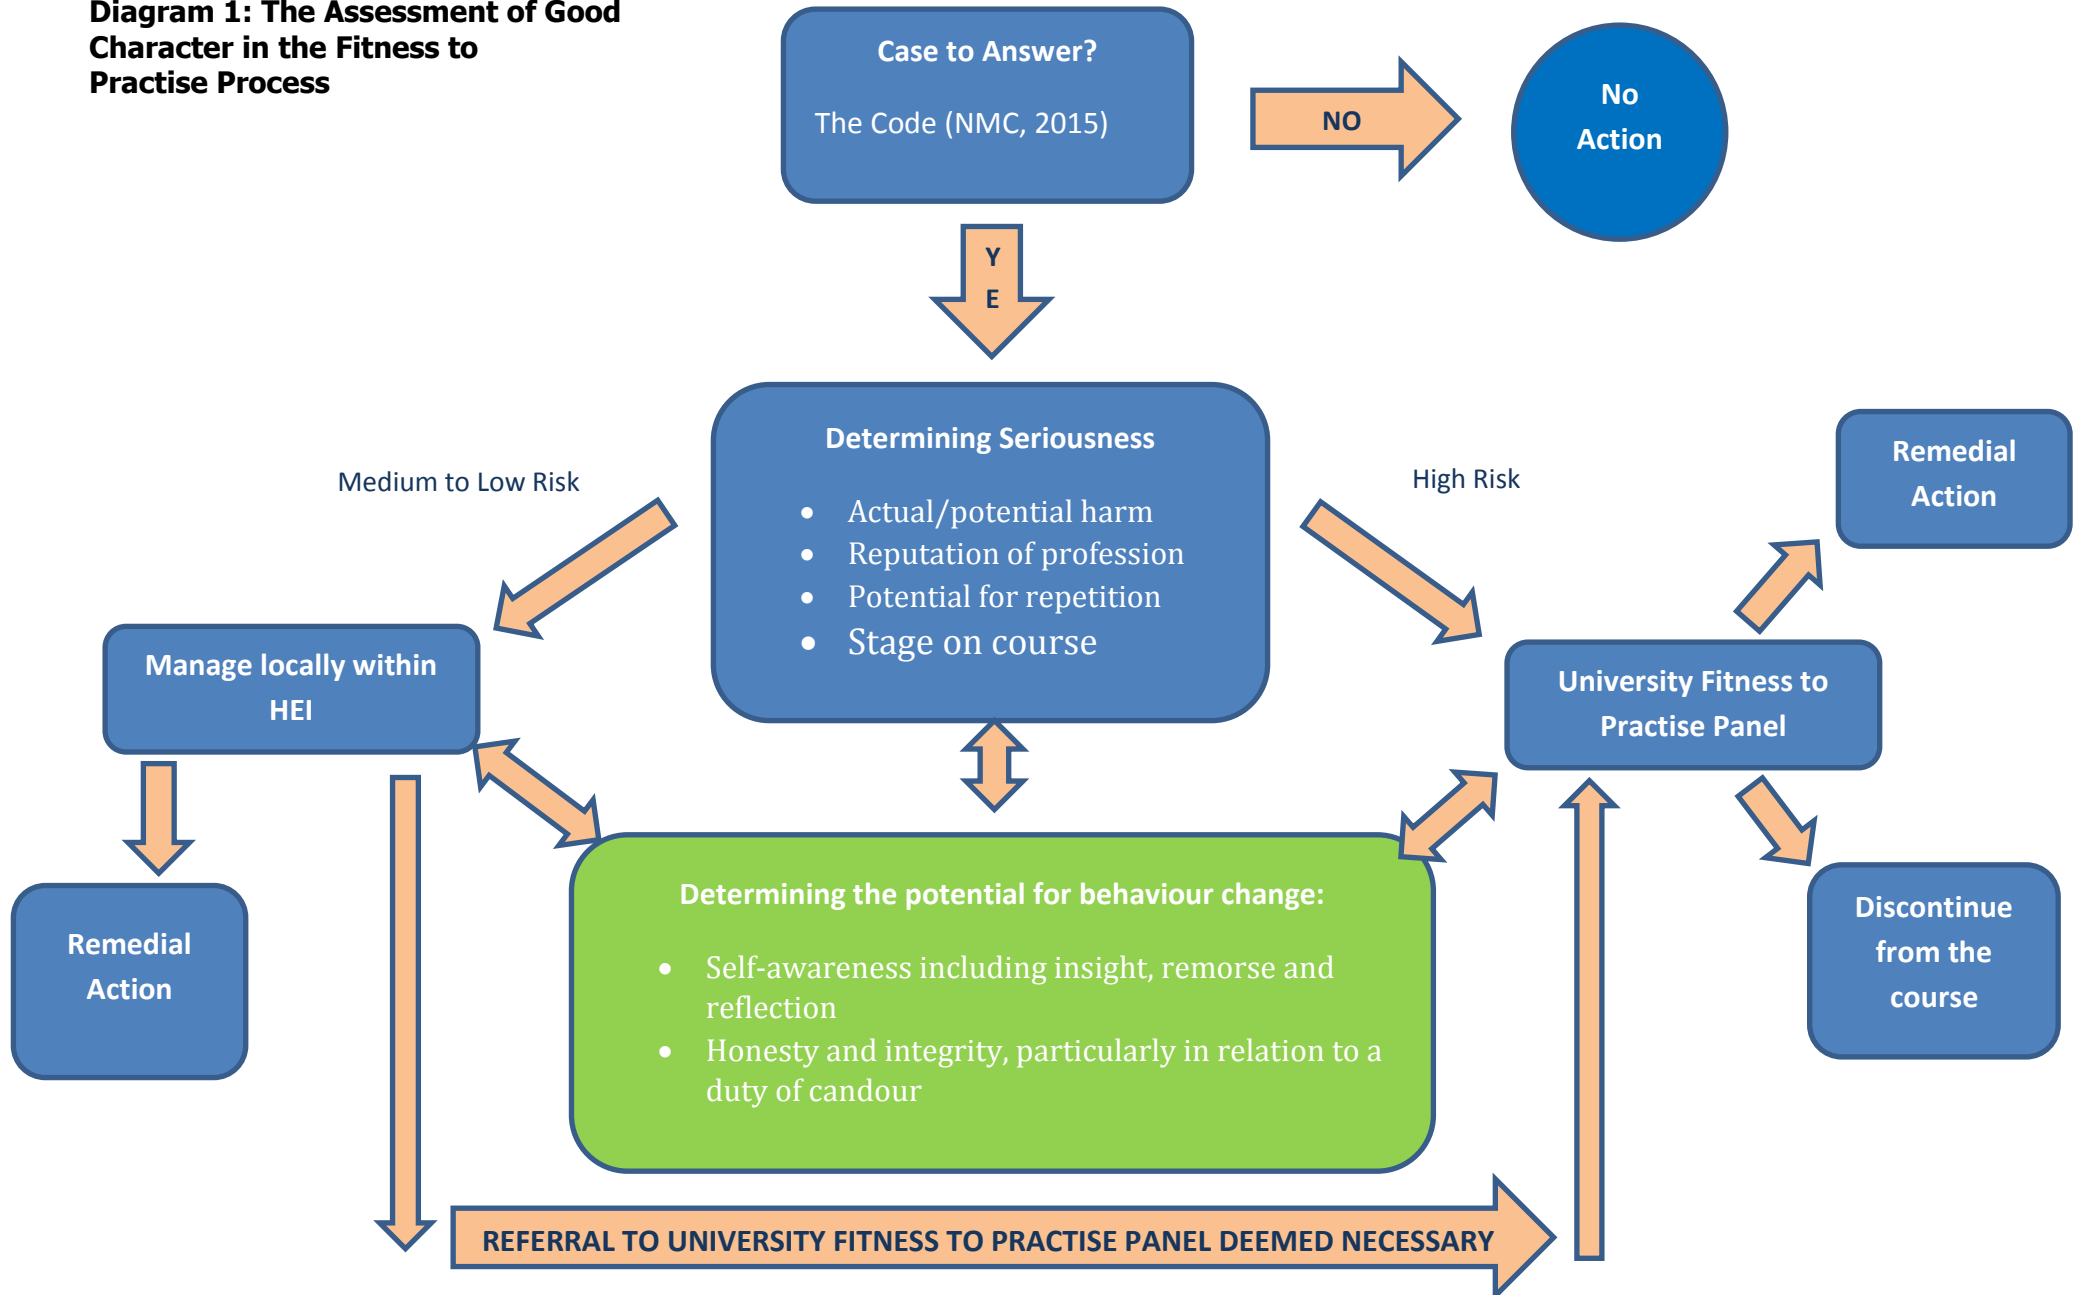 Diagram 1: The Assessment of Good
Character in the Fitness to
Practise Process
Case to Answer?
The Code (NMC, 2015)
NO
No
Action
Y
E
Determining Seriousness
• Actual/potential harm
• Reputation of profession
• Potential for repetition
• Stage on course
Medium to Low Risk
High Risk
Remedial
Action
Manage locally within
HEI
University Fitness to
Practise Panel
Determining the potential for behaviour change:
• Self-awareness including insight, remorse and
reflection
• Honesty and integrity, particularly in relation to a
duty of candour
Remedial
Action
Discontinue
from the
course
REFERRAL TO UNIVERSITY FITNESS TO PRACTISE PANEL DEEMED NECESSARY